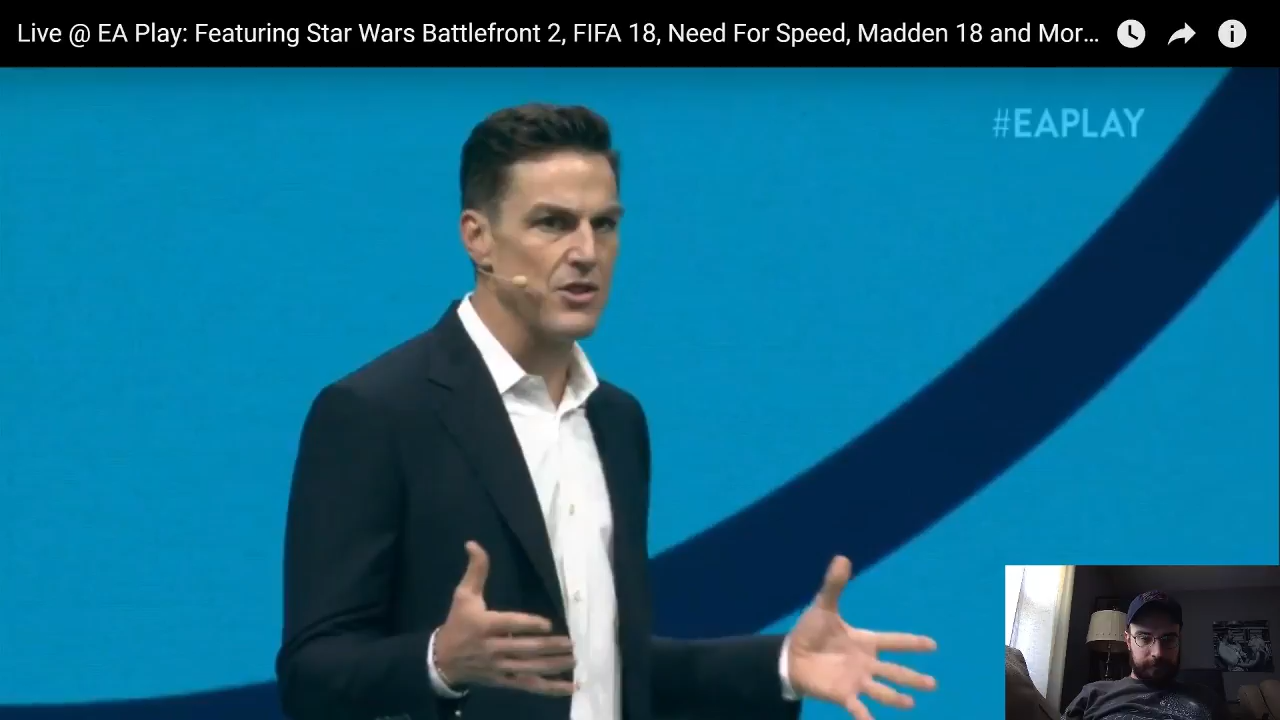 Live @ EA Play: Featuring Star Wars Battlefront 2, FIFA 18, Need For Speed, Madden 18 and Mor...
#EAPLAY